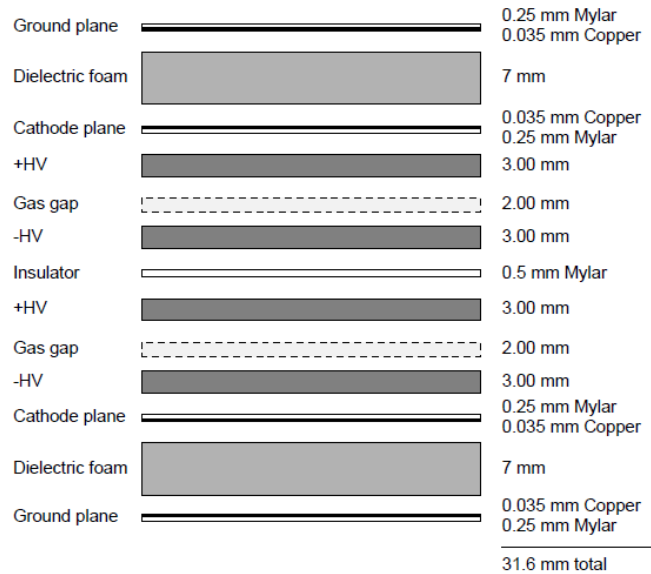 Ground plane
0.25 mm Mylar
0.035 mm Copper
Dielectric foam
7 mm
Cathode plane
0.035 mm Copper
0.25 mm Mylar
+HV
3.00 mm
Gas gap
2.00 mm
-HV
3.00 mm
Insulator
0.5 mm Mylar
+HV
3.00 mm
Gas gap
2.00 mm
-HV
3.00 mm
Cathode plane
0.25 mm Mylar
0.035 mm Copper
Dielectric foam
7 mm
Ground plane
0.035 mm Copper
0.25 mm Mylar
31.6 mm total